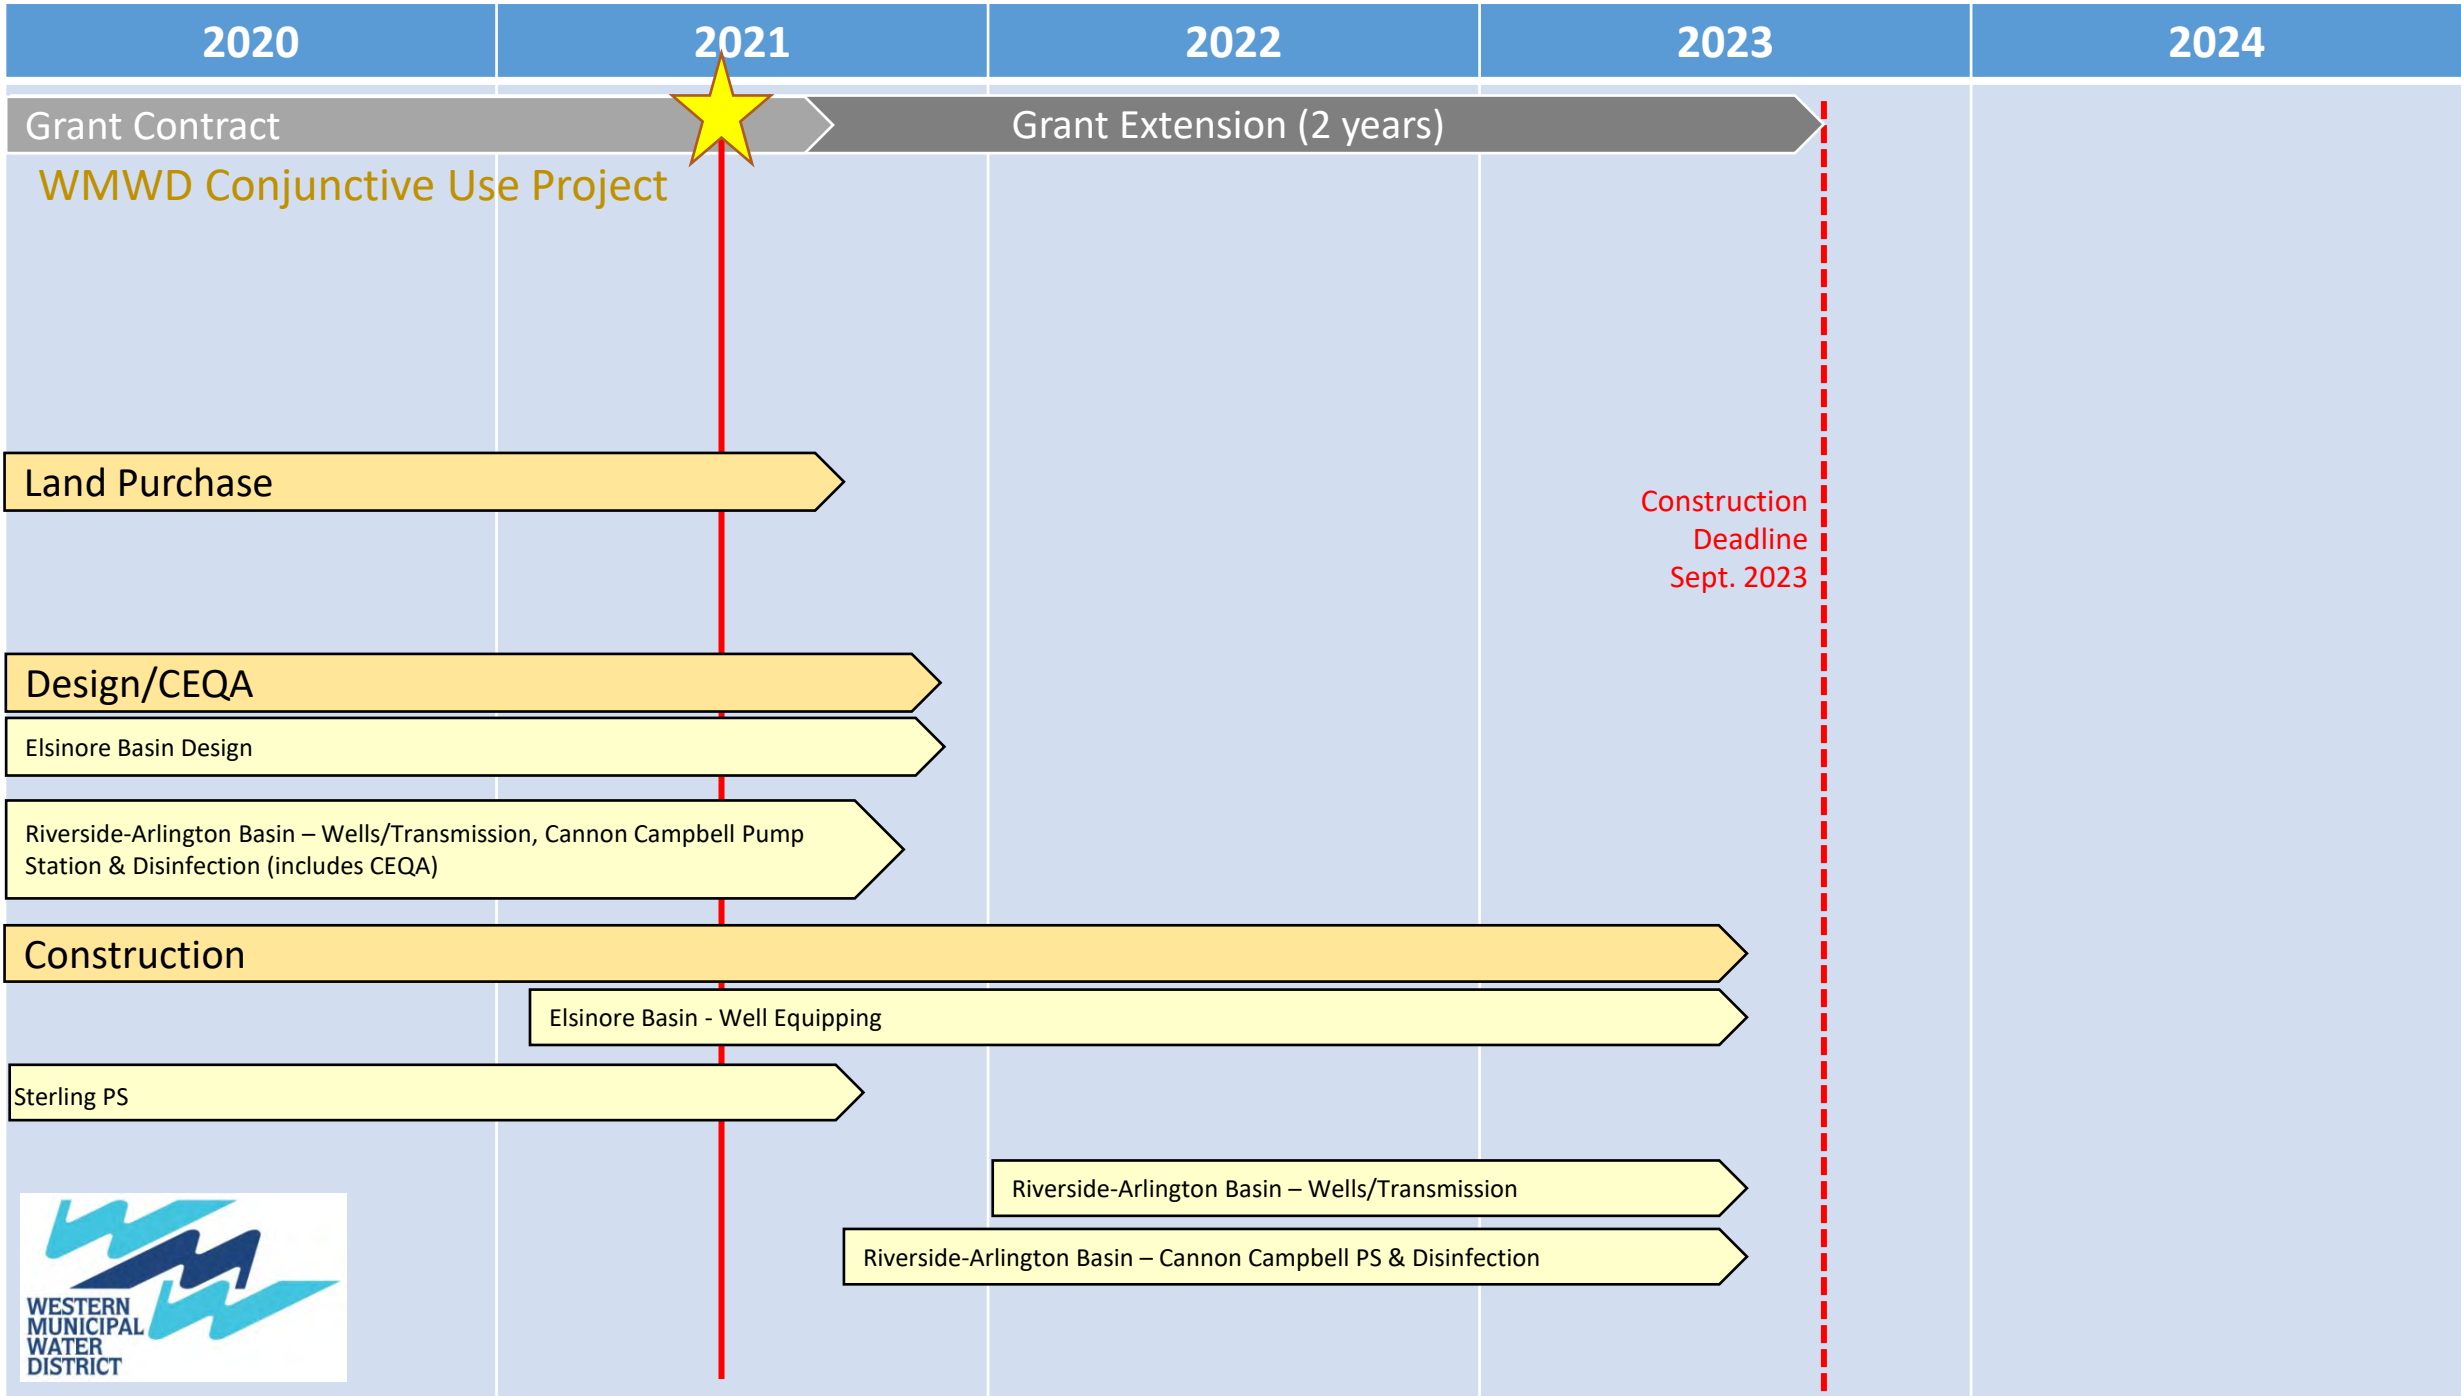 2020 2021 2022 2023 2024
Grant Contract
Grant Extension (2 years)
WMWD Conjunctive Use Project
Land Purchase
Construction
Deadline
Sept. 2023
Design/CEQA
Elsinore Basin Design
Riverside-Arlington Basin – Wells/Transmission, Cannon Campbell Pump
Station & Disinfection (includes CEQA)
Construction
Elsinore Basin - Well Equipping
Sterling PS
Riverside-Arlington Basin – Wells/Transmission
Riverside-Arlington Basin – Cannon Campbell PS & Disinfection
WESTERN
MUNICIPAL
WATER
DISTRICT